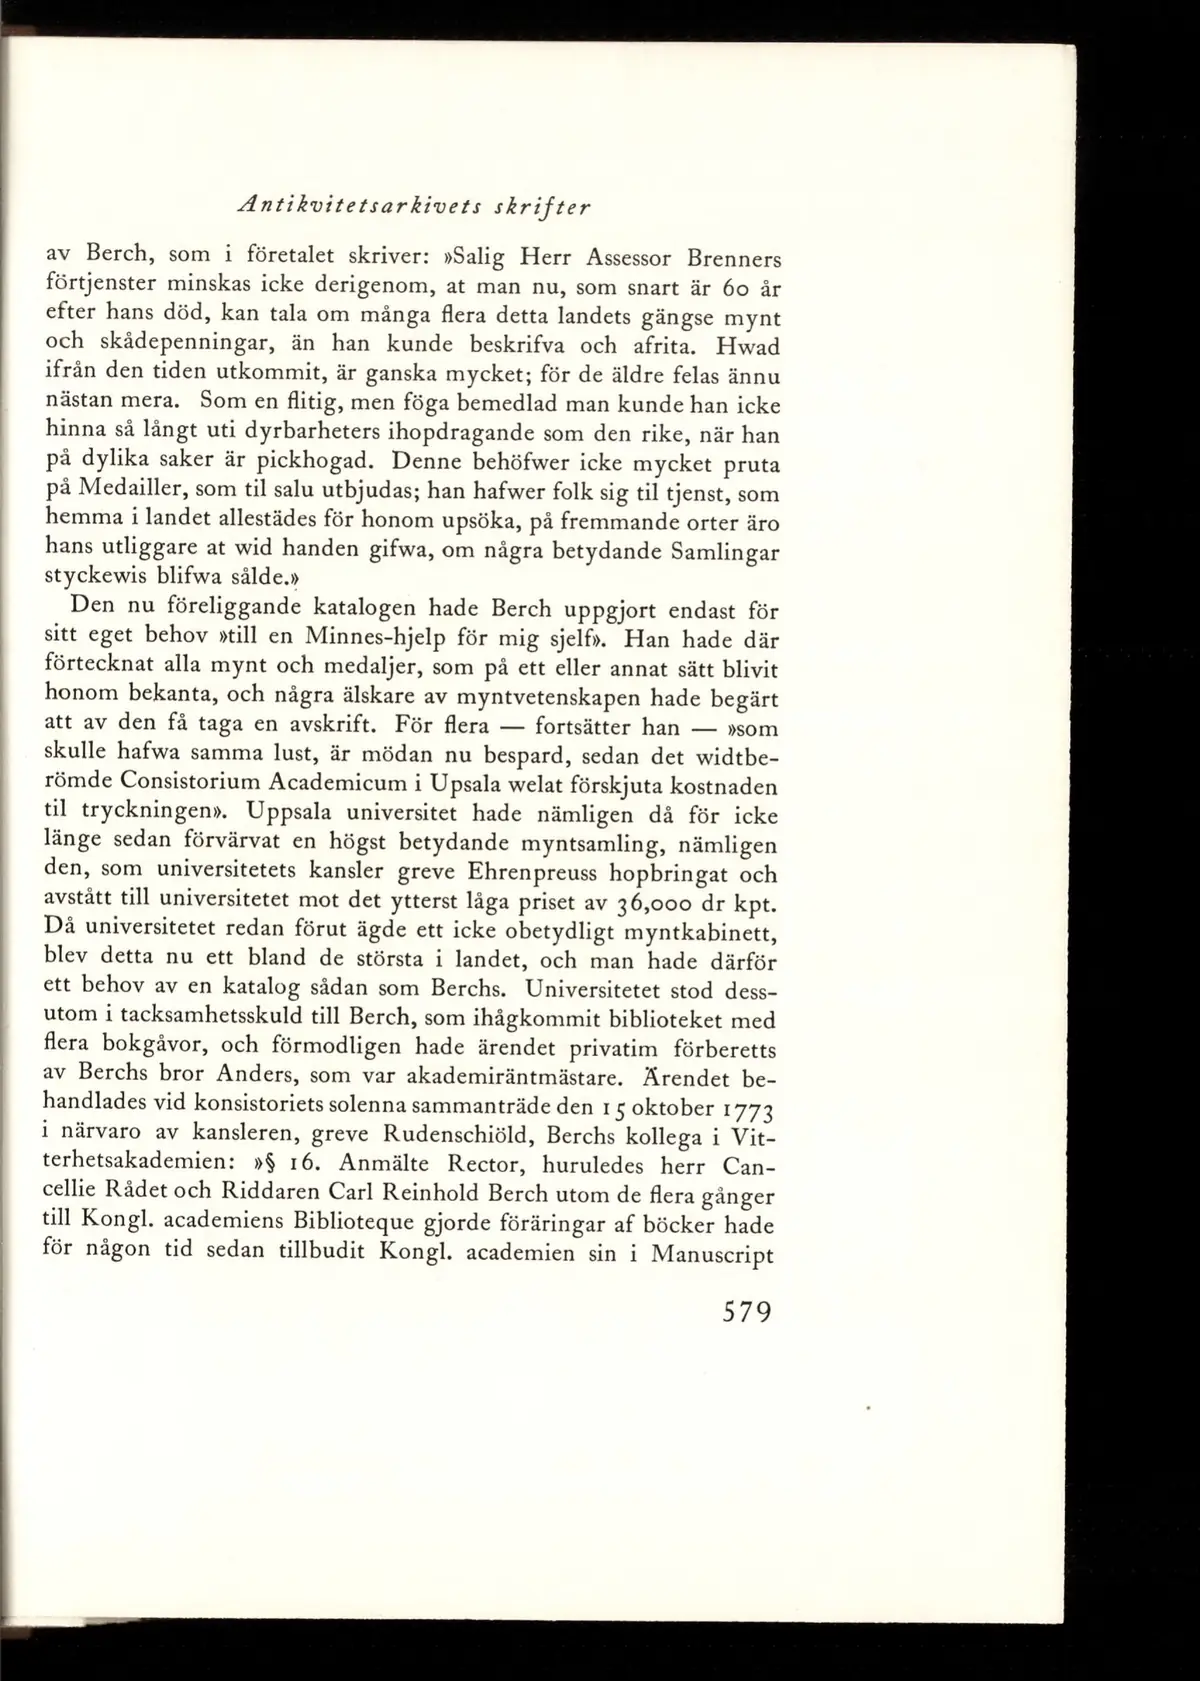 Antikvitetsarkivets skrifter
av Berch, som i företalet skriver: »Salig Herr Assessor Brenners
förtjenster minskas icke derigenom, at man nu, som snart är 60 år
efter hans död, kan tala om många flera detta landets gängse mynt
och skådepenningar, än han kunde beskrifva och afrita. Hwad
ifrån den tiden utkommit, är ganska mycket; för de äldre felas ännu
nästan mera. Som en flitig, men föga bemedlad man kunde han icke
hinna så långt uti dyrbarheters ihopdragande som den rike, när han
på dylika saker är pickhogad. Denne behöfwer icke mycket pruta
på Medailler, som til salu utbjudas; han hafwer folk sig til tjenst, som
hemma i landet allestädes för honom upsöka, på fremmande orter äro
hans utliggare at wid handen gifwa, om några betydande Samlingar
styckewis blifwa sålde.»
Den nu föreliggande katalogen hade Berch uppgjort endast för
sitt eget behov »till en Minnes-hjelp för mig sjelf». Han hade där
förtecknat alla mynt och medaljer, som på ett eller annat sätt blivit
honom bekanta, och några älskare av myntvetenskapen hade begärt
att av den få taga en avskrift. För flera — fortsätter han — »som
skulle hafwa samma lust, är mödan nu bespard, sedan det widtbe-
römde Consistorium Academicum i Upsala welat förskjuta kostnaden
til tryckningen». Uppsala universitet hade nämligen då för icke
länge sedan förvärvat en högst betydande myntsamling, nämligen
den, som universitetets kansler greve Ehrenpreuss hopbringat och
avstått till universitetet mot det ytterst låga priset av 36,000 dr kpt.
Då universitetet redan förut ägde ett icke obetydligt myntkabinett,
blev detta nu ett bland de största i landet, och man hade därför
ett behov av en katalog sådan som Berchs. Universitetet stod dess-
utom i tacksamhetsskuld till Berch, som ihågkommit biblioteket med
flera bokgåvor, och förmodligen hade ärendet privatim förberetts
av Berchs bror Anders, som var akademiräntmästare. Ärendet be-
handlades vid konsistoriets solenna sammanträde den 15 oktober 1773
i närvaro av kansleren, greve Rudenschiöld, Berchs kollega i Vit-
terhetsakademien: »§ 16. Anmälte Rector, huruledes herr Can-
cellie Rådet och Riddaren Carl Reinhold Berch utom de flera gånger
till Kongl. academiens Biblioteque gjorde föräringar af böcker hade
för någon tid sedan tillbudit Kongl. academien sin i Manuscript
579